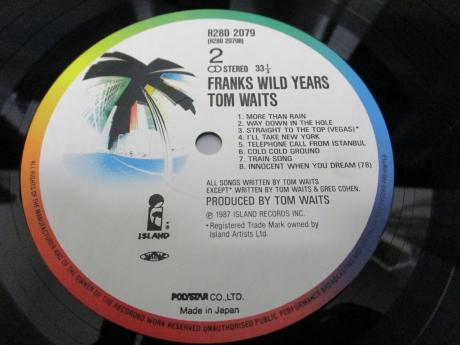 R28D 2079
(R28D 2079B)
2
STEREO 33 1/3
FRANKS WILD YEARS
TOM WAITS
1. MORE THAN RAIN
2. WAY DOWN IN THE HOLE
3. STRAIGHT TO THE TOP (VEGAS)*
4. I'LL TAKE NEW YORK
5. TELEPHONE CALL FROM ISTANBUL
6. COLD COLD GROUND
7. TRAIN SONG
8. INNOCENT WHEN YOU DREAM (78)
ALL SONGS WRITTEN BY TOM WAITS
EXCEPT* WRITTEN BY TOM WAITS & GREG COHEN.
PRODUCED BY TOM WAITS
Ⓟ 1987 ISLAND RECORDS INC.
• Registered Trade Mark owned by
Island Artists Ltd.
ISLAND
POLYSTAR CO., LTD.
Made in Japan
ALL RIGHTS OF THE MANUFACTURER AND OF THE OWNER OF THE RECORDED WORK RESERVED UNAUTHORISED PUBLIC PERFORMANCE BROADCASTING